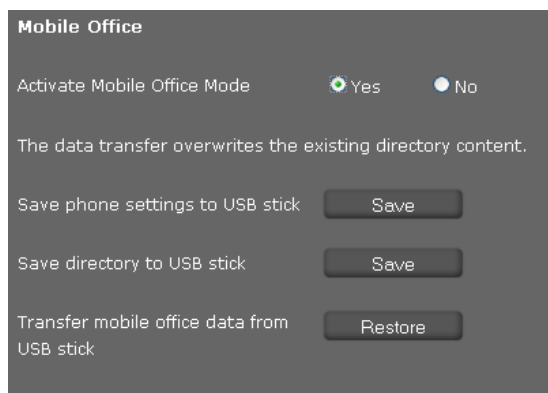 Mobile Office
Activate Mobile Office Mode Yes No
The data transfer overwrites the existing directory content.
Save phone settings to USB stick Save
Save directory to USB stick Save
Transfer mobile office data from Restore
USB stick